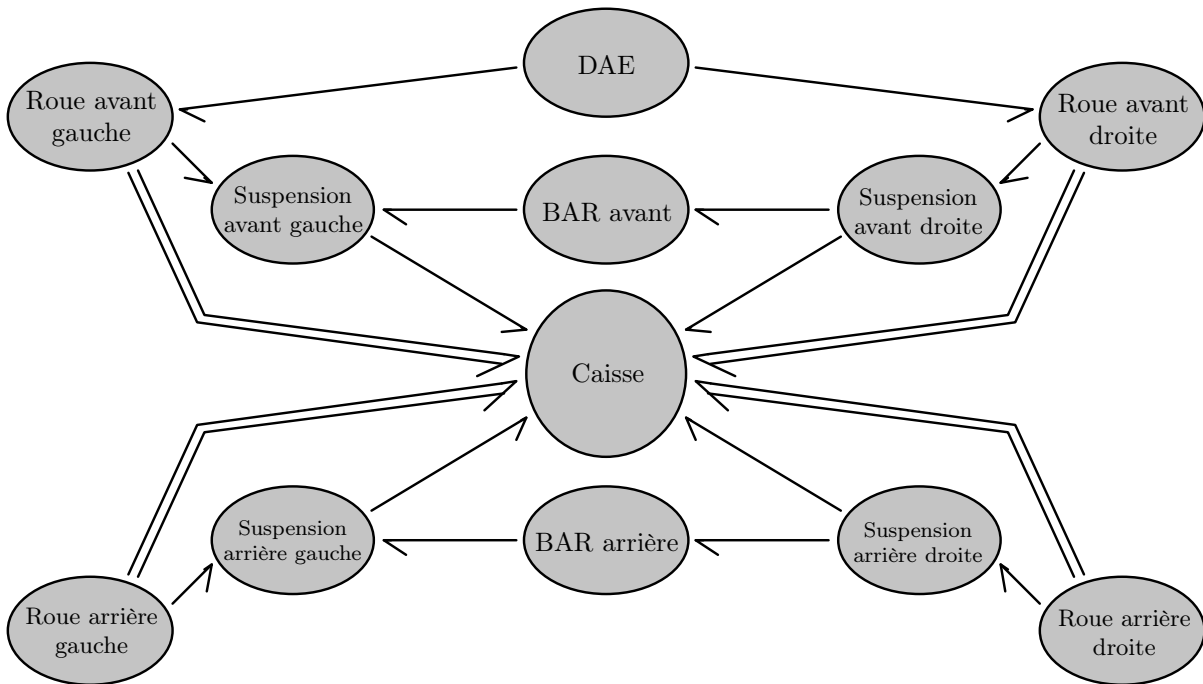 DAE
Roue avant
gauche
Roue avant
droite
Suspension
avant gauche
BAR avant
Suspension
avant droite
Caisse
Suspension
arrière gauche
BAR arrière
Suspension
arrière droite
Roue arrière
gauche
Roue arrière
droite